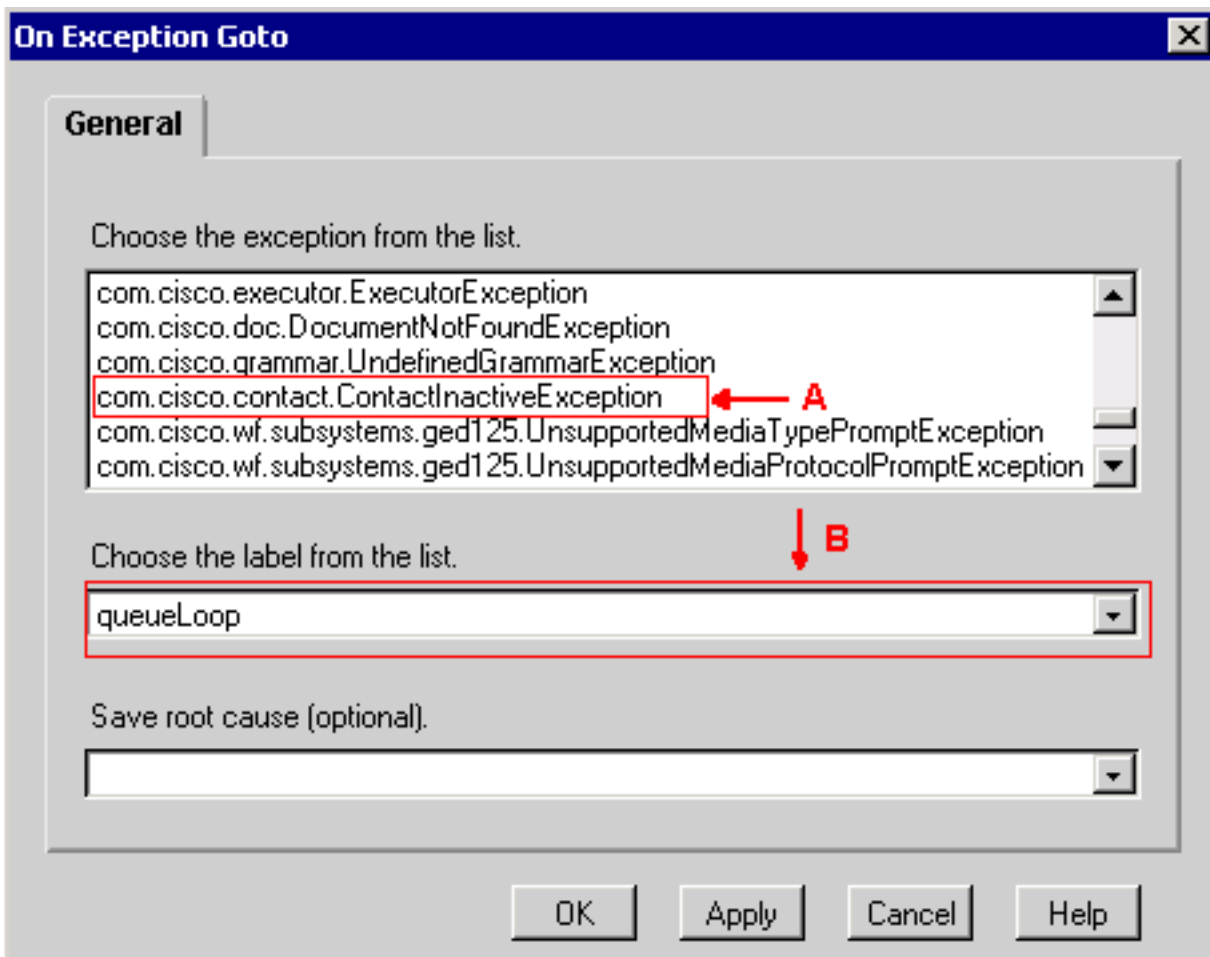 On Exception Goto
General
Choose the exception from the list.
com.cisco.executor.ExecutorException
com.cisco.doc.DocumentNotFoundException
com.cisco.grammar.UndefinedGrammarException
com.cisco.contact.ContactInactiveException
A
com.cisco.wf.subsystems.ged125.UnsupportedMediaTypePromptException
com.cisco.wf.subsystems.ged125.UnsupportedMediaProtocolPromptException
B
Choose the label from the list.
queueLoop
Save root cause (optional).
OK Apply Cancel Help